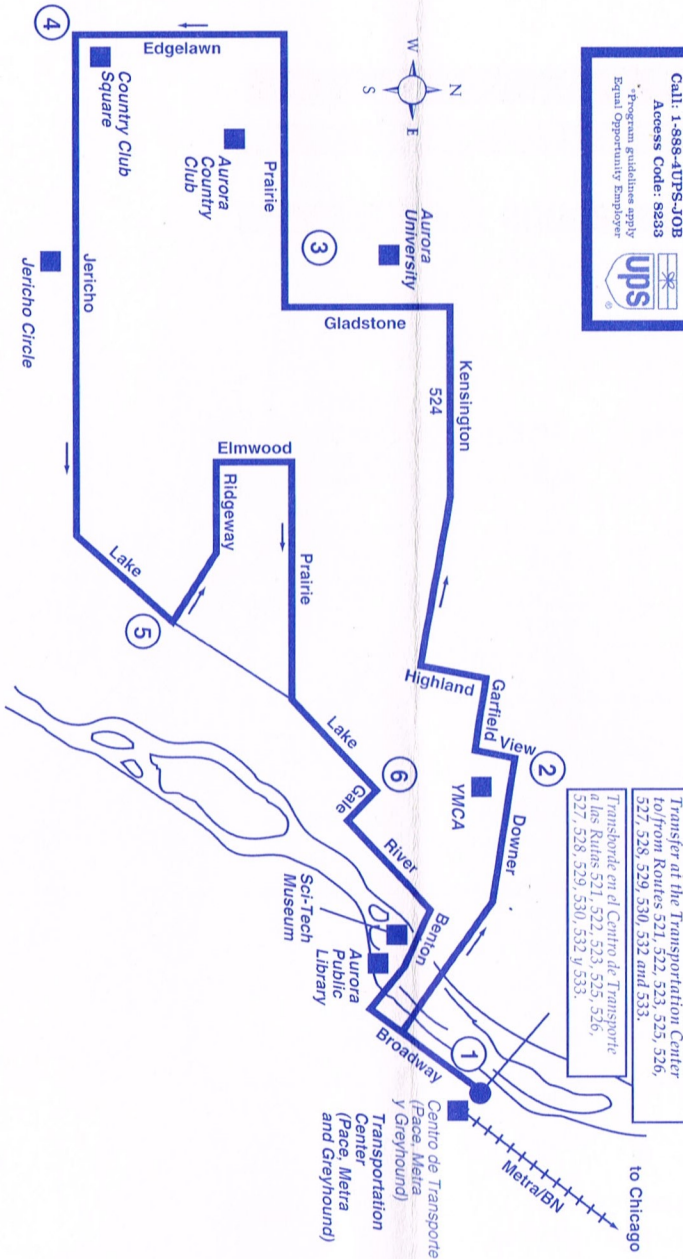 Call: 1-888-4UPS-JOB
Access Code: 8233
*Program guidelines apply
Equal Opportunity Employer
ups
Transfer at the Transportation Center
to/from Routes 521, 522, 523, 525, 526,
527, 528, 529, 530, 532 and 533.
Transborde en el Centro de Transporte
a las Rutas 521, 522, 523, 525, 526,
527, 528, 529, 530, 532 y 533.
to Chicago
Metra/BN
N
W
E
S
4
Edgelawn
Country Club
Square
Aurora
Country
Club
Prairie
3
Aurora
University
Gladstone
Kensington
524
Jericho
Jericho Circle
Elmwood
Ridgeway
Prairie
Lake
5
Highland
Garfield
View
2
YMCA
Downer
Lake
6
Gale
River
Benton
Sci-Tech
Museum
Aurora
Public
Library
Broadway
1
Centro de Transporte
(Pace, Metra
y Greyhound)
Transportation
Center
(Pace, Metra
and Greyhound)